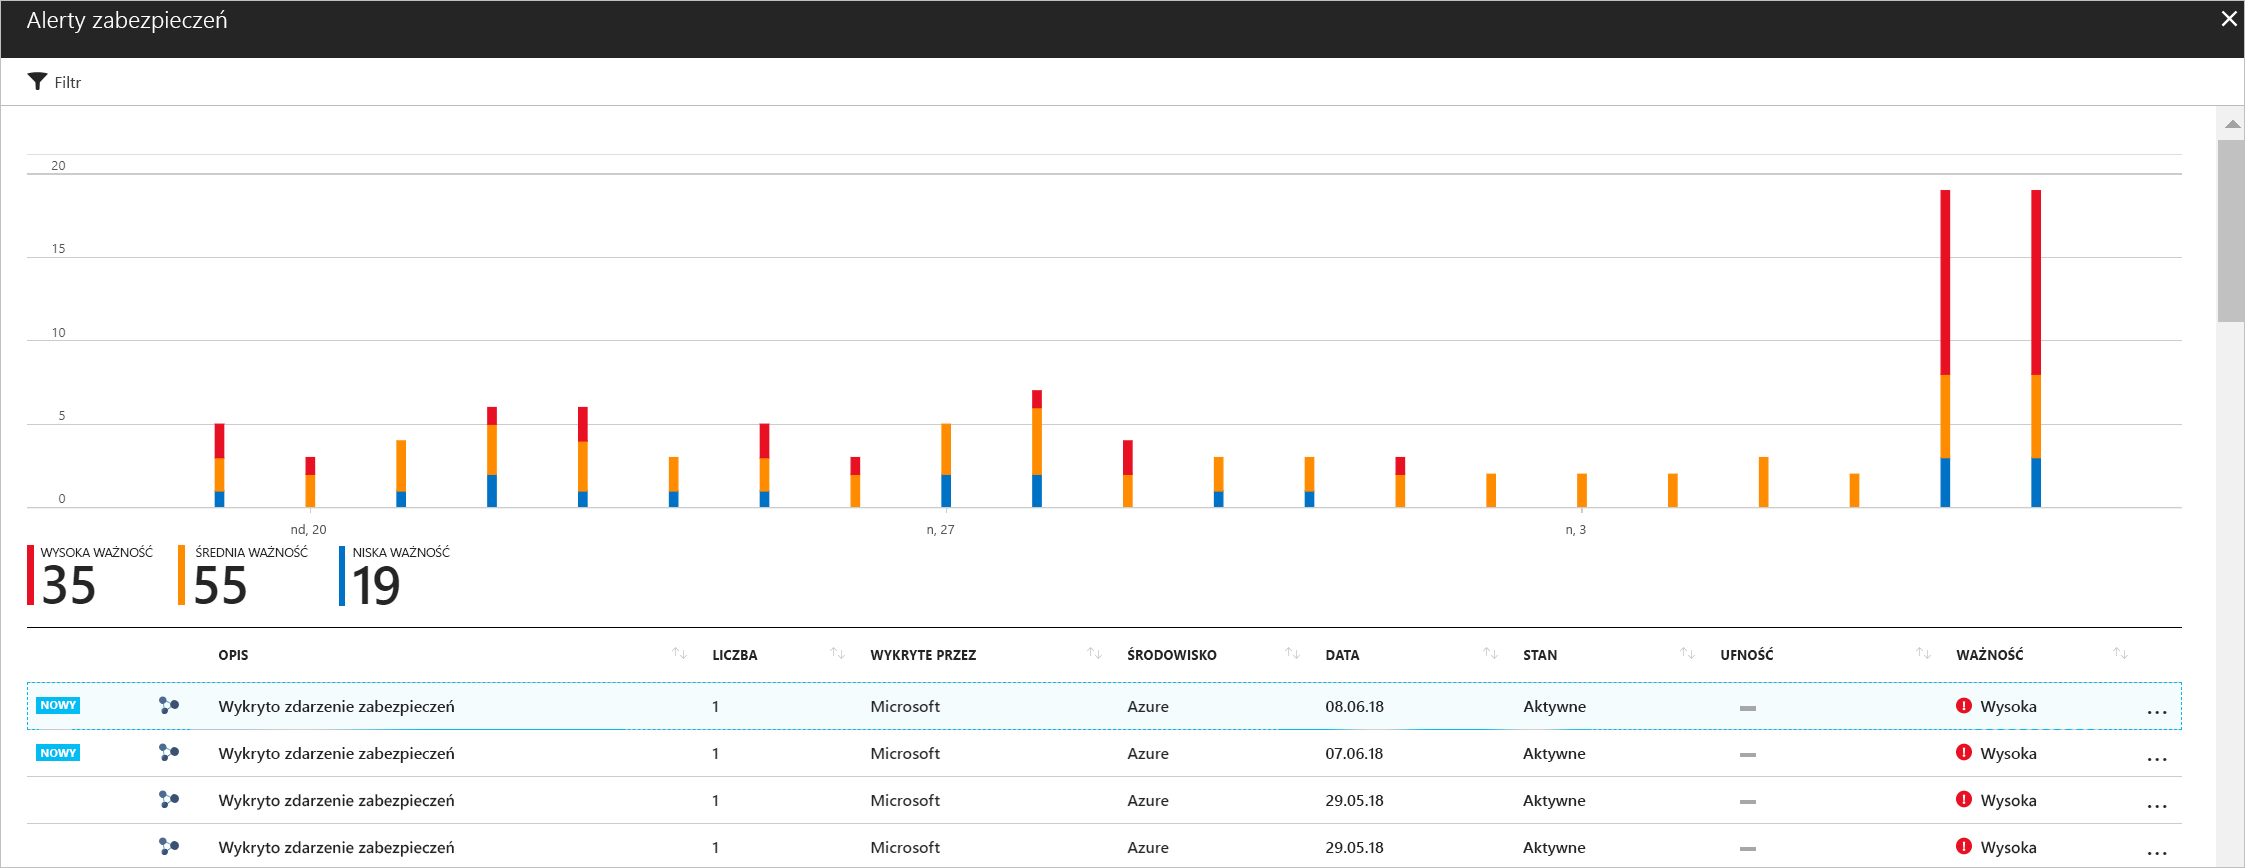 Alerty zabezpieczeń
Filtr
20
15
10
5
0
nd, 20 n, 27 n, 3
WYSOKA WAŻNOŚĆ ŚREDNIA WAŻNOŚĆ NISKA WAŻNOŚĆ
35 55 19
OPIS LICZBA WYKRYTE PRZEZ ŚRODOWISKO DATA STAN UFNOŚĆ WAŻNOŚĆ
NOWY Wykryto zdarzenie zabezpieczeń 1 Microsoft Azure 08.06.18 Aktywne Wysoka ...
NOWY Wykryto zdarzenie zabezpieczeń 1 Microsoft Azure 07.06.18 Aktywne Wysoka ...
Wykryto zdarzenie zabezpieczeń 1 Microsoft Azure 29.05.18 Aktywne Wysoka ...
Wykryto zdarzenie zabezpieczeń 1 Microsoft Azure 29.05.18 Aktywne Wysoka ...